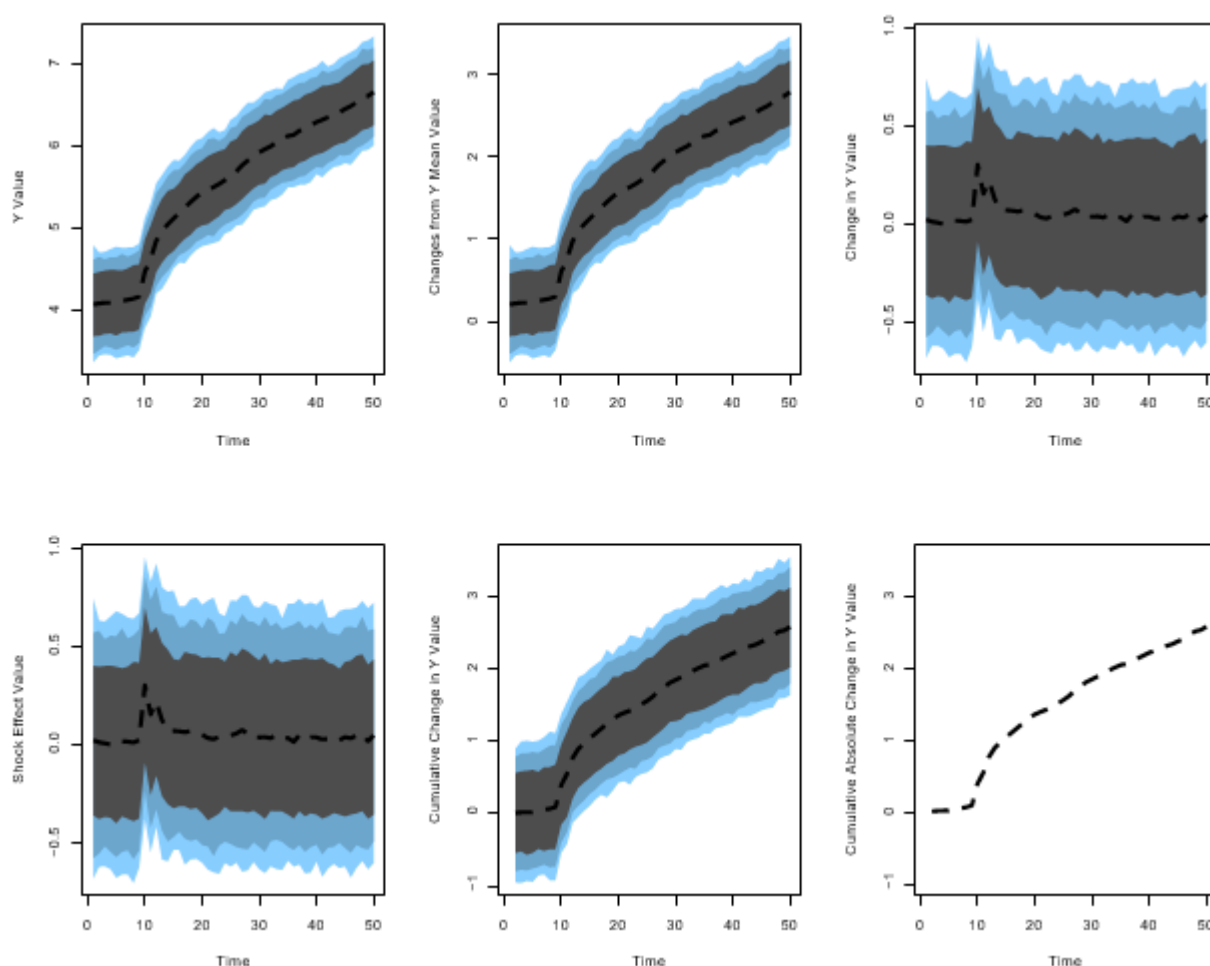 Y Value
7
6
5
4
0 10 20 30 40 50
Time
Changes from Y Mean Value
3
2
1
0
0 10 20 30 40 50
Time
Change in Y Value
1.0
0.5
0.0
−0.5
0 10 20 30 40 50
Time
Shock Effect Value
1.0
0.5
0.0
−0.5
0 10 20 30 40 50
Time
Cumulative Change in Y Value
3
2
1
0
−1
0 10 20 30 40 50
Time
Cumulative Absolute Change in Y Value
3
2
1
0
−1
0 10 20 30 40 50
Time